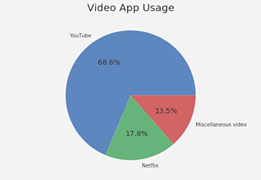 Video App Usage
YouTube
68.6%
13.5%
Miscellaneous video
17.8%
Netflix